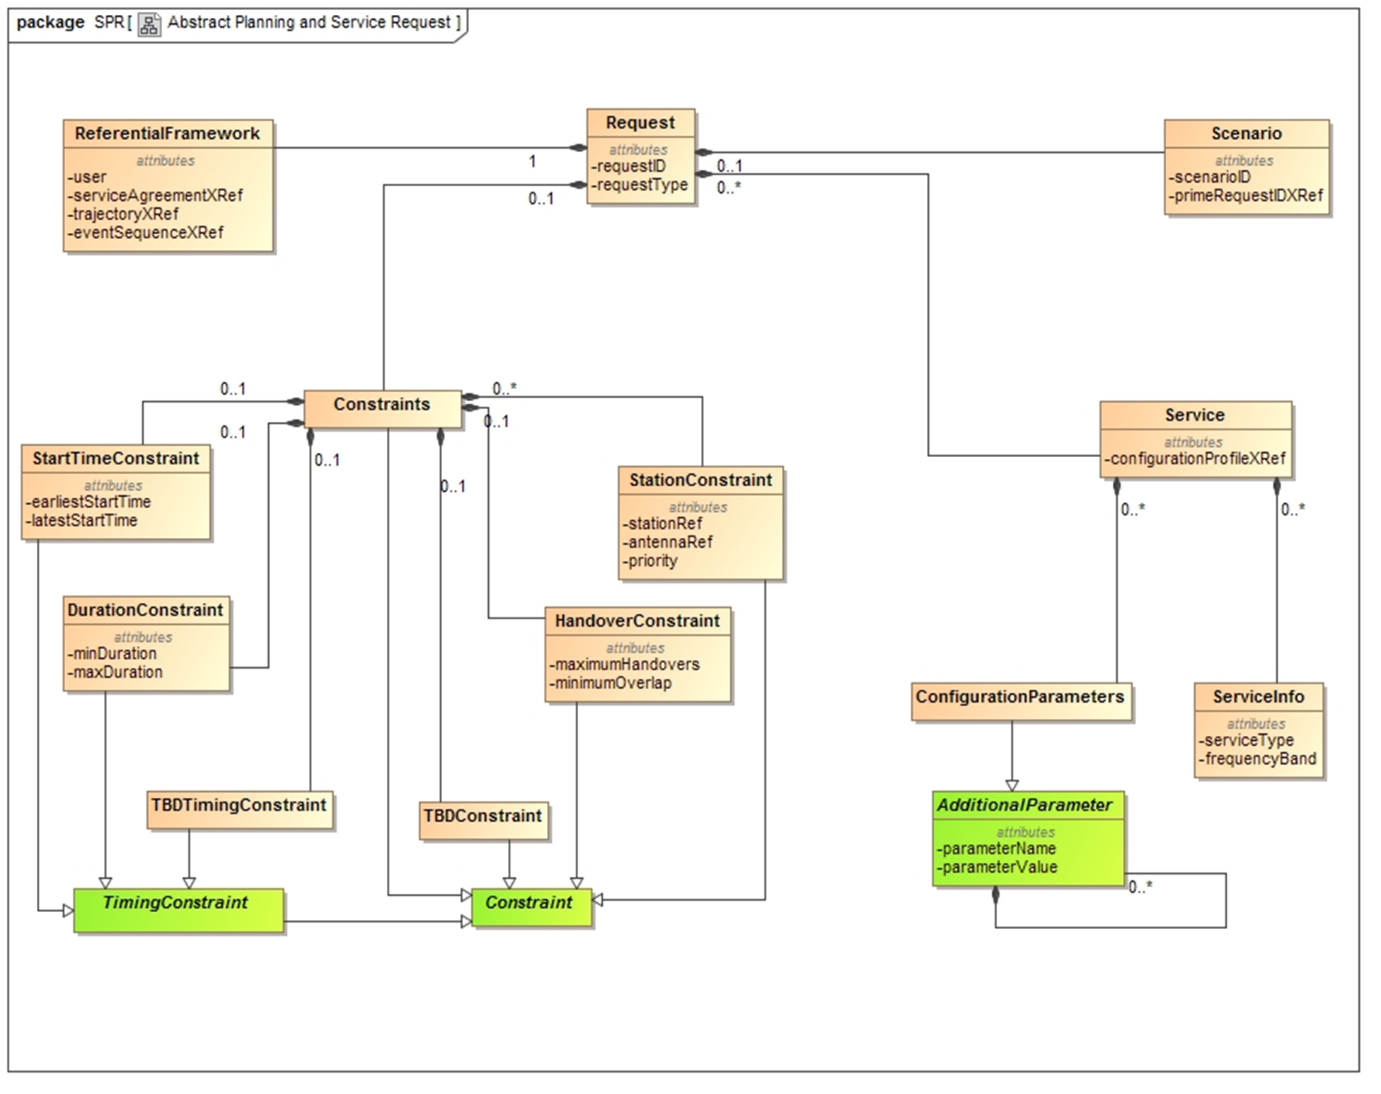 package SPR[ Abstract Planning and Service Request ]
ReferentialFramework
attributes
-user
-serviceAgreementXRef
-trajectoryXRef
-eventSequenceXRef
1
0..1
Request
attributes
-requestID
-requestType
0..1
0..*
Scenario
attributes
-scenarioID
-primeRequestIDXRef
0..1
0..1
Constraints
0..*
0..1
0..1
0..1
StartTimeConstraint
attributes
-earliestStartTime
-latestStartTime
StationConstraint
attributes
-stationRef
-antennaRef
-priority
Service
attributes
-configurationProfileXRef
0..*
0..*
DurationConstraint
attributes
-minDuration
-maxDuration
HandoverConstraint
attributes
-maximumHandovers
-minimumOverlap
ConfigurationParameters
ServiceInfo
attributes
-serviceType
-frequencyBand
TBDTimingConstraint
TBDConstraint
AdditionalParameter
attributes
-parameterName
-parameterValue
0..*
TimingConstraint
Constraint